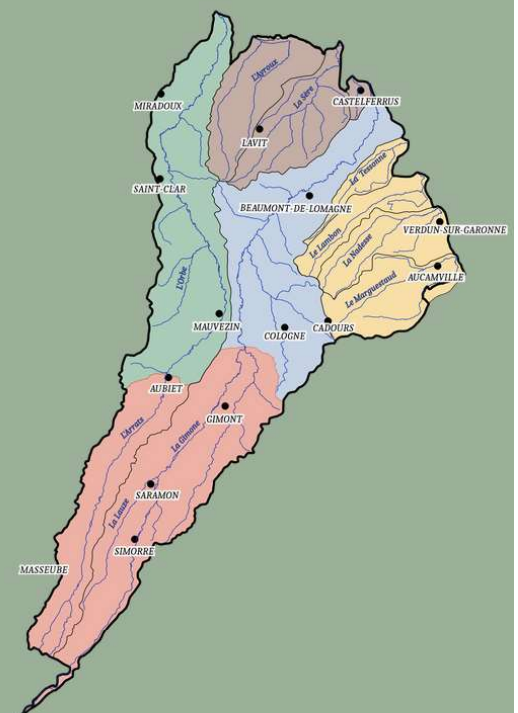 L'Ayroux
La Sère
MIRADOUX
CASTELFERRUS
LAVIT
La Tessonne
SAINT-CLAR
BEAUMONT-DE-LOMAGNE
Le Lambon
La Nadesse
VERDUN-SUR-GARONNE
L'Orbe
Le Marguestaud
AUCAMVILLE
MAUVEZIN
COLOGNE
CADOURS
AUBIET
L'Arrats
La Gimone
GIMONT
SARAMON
La Lauze
SIMORRE
MASSEUBE